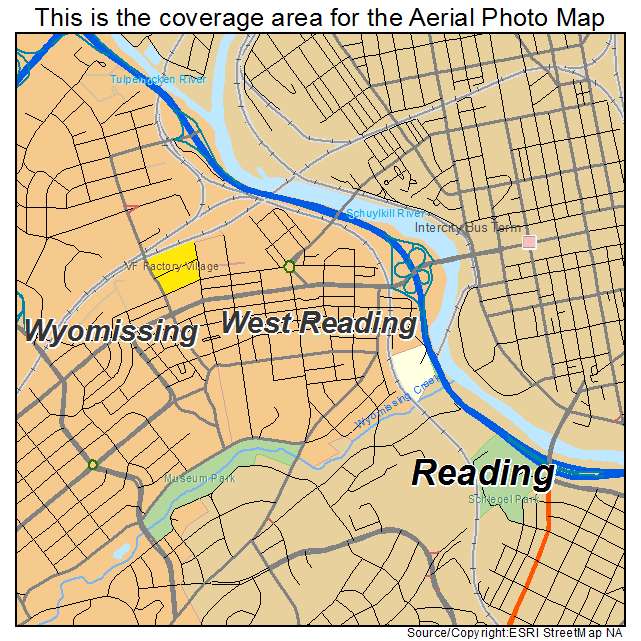 This is the coverage area for the Aerial Photo Map
Tulpehocken River
Schuylkill River
Intercity Bus Term
VF Factory Village
Wyomissing
West Reading
Wyomissing Creek
Reading
Museum Park
Schlegel Park
Source/Copyright:ESRI StreetMap NA